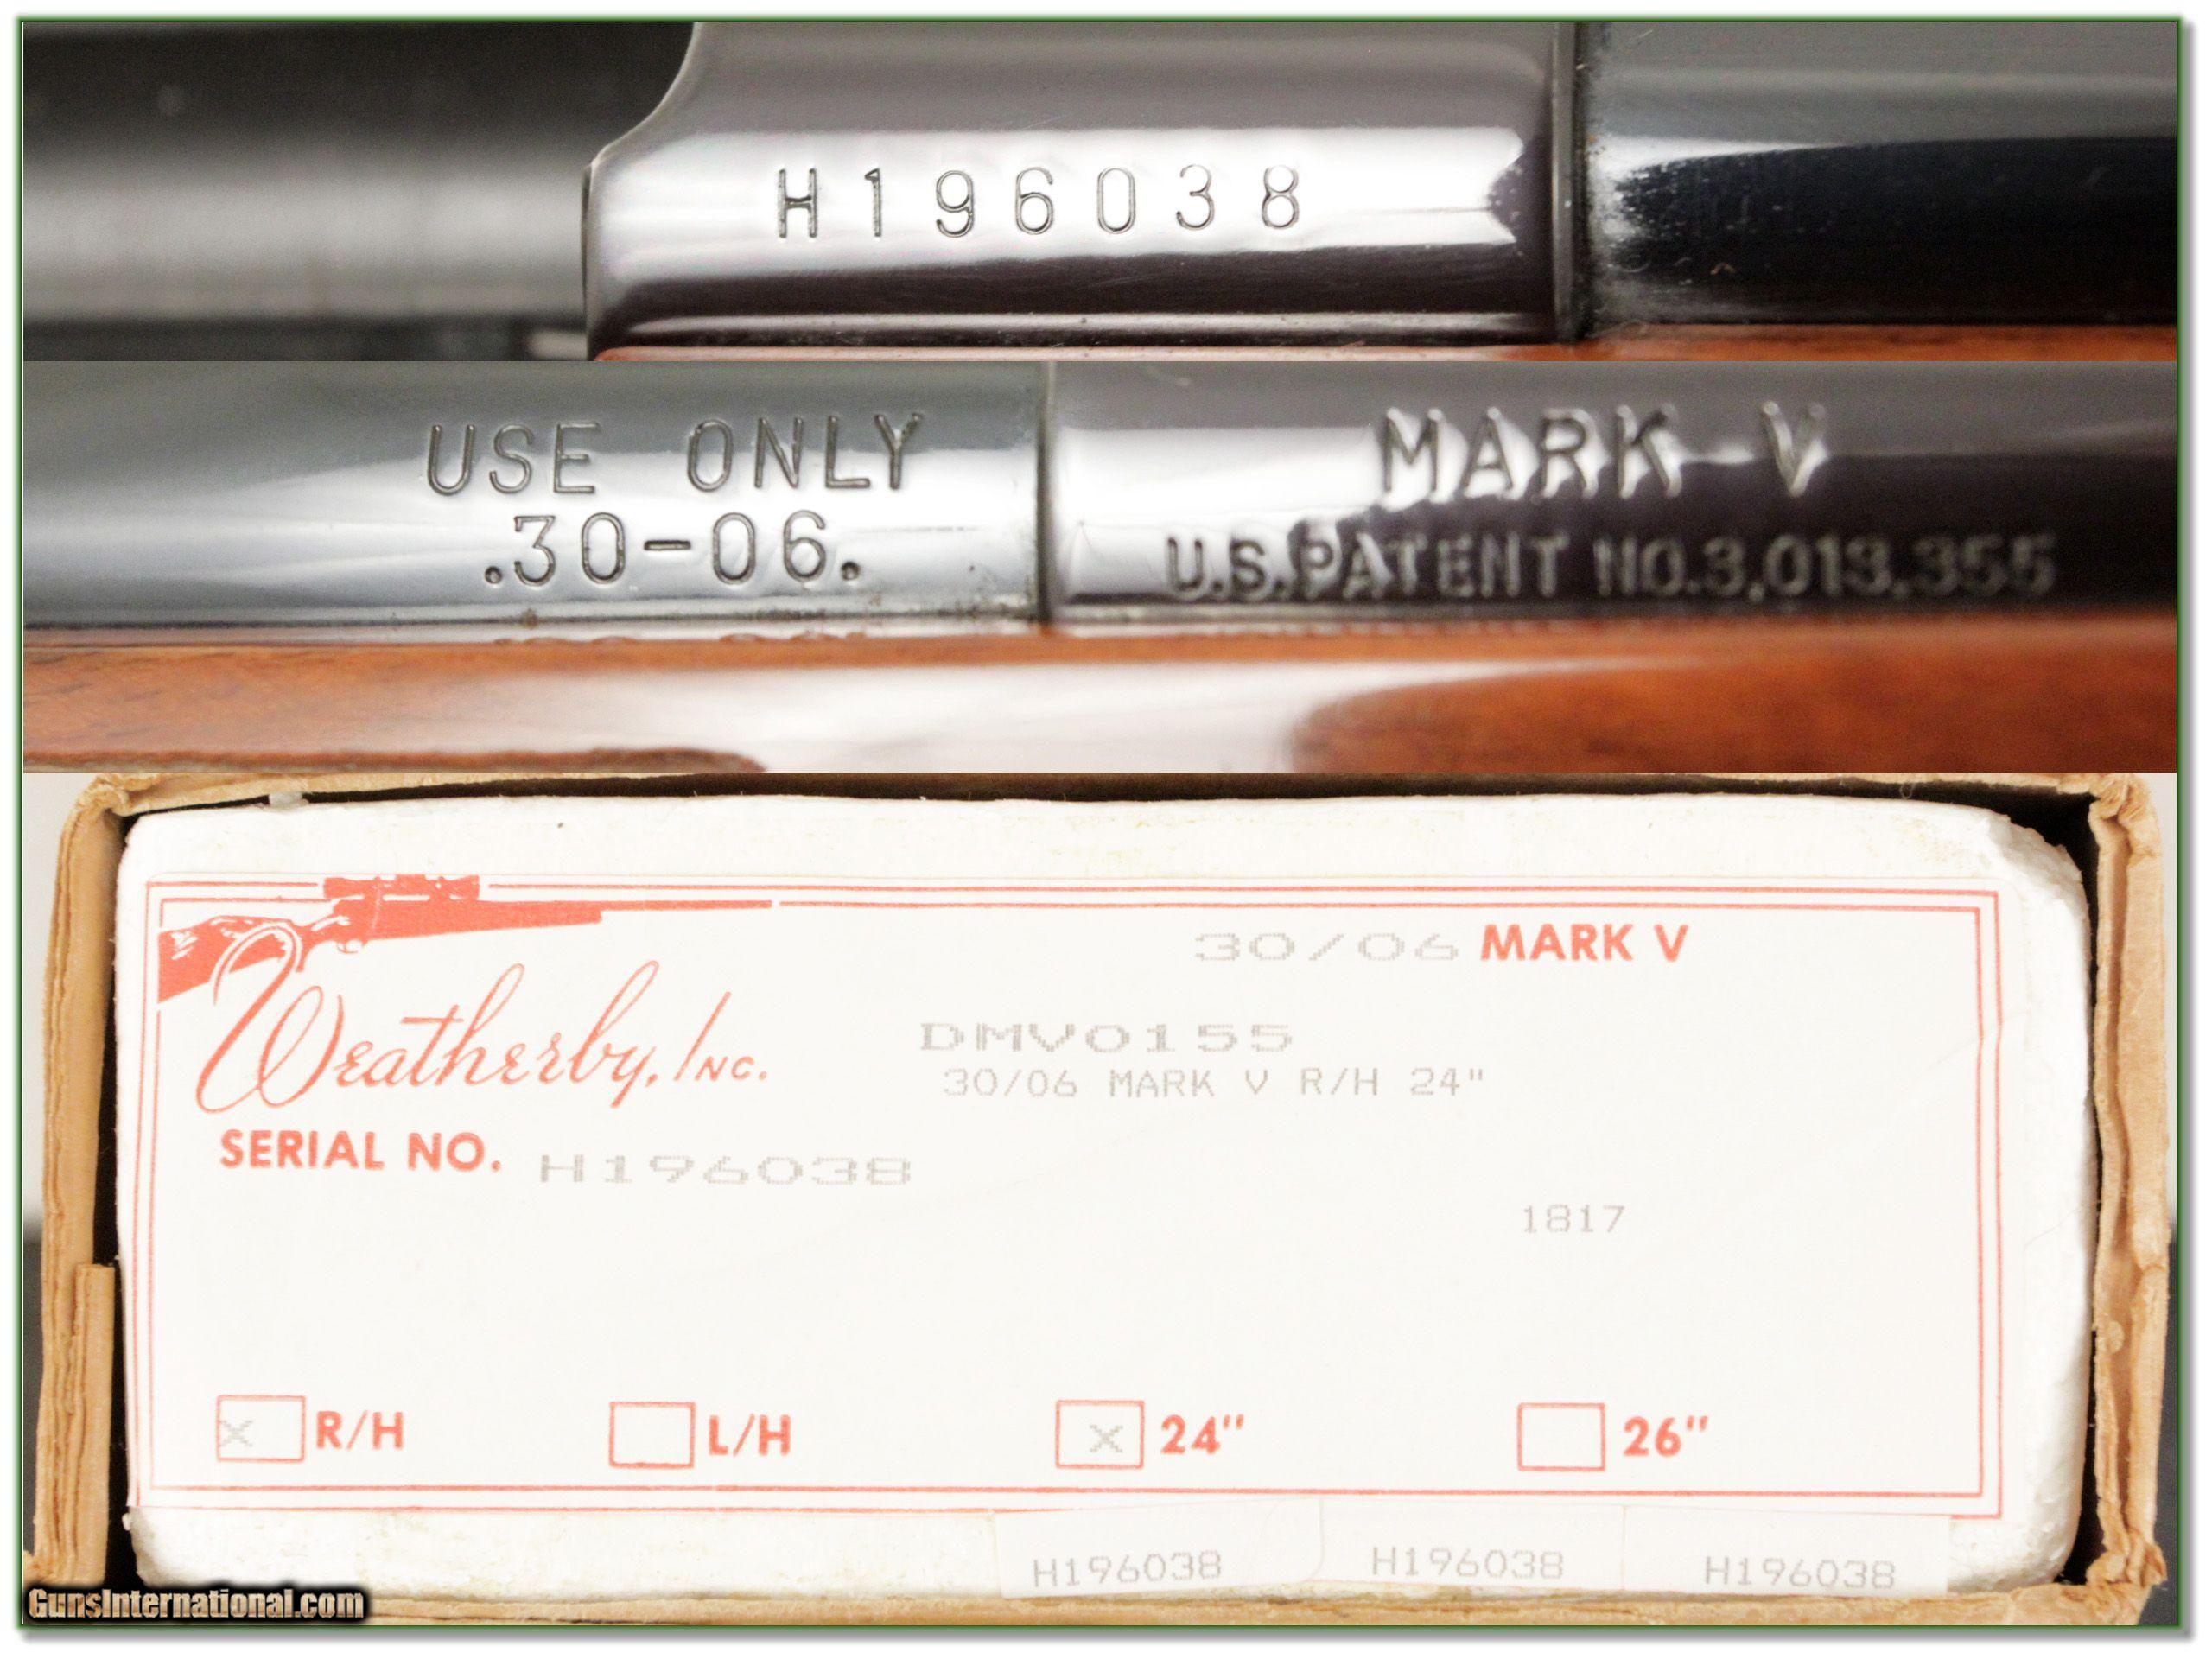 H196038
USE ONLY
.30-06.
MARK V
U.S. PATENT NO. 3,013,355
30/06 MARK V
Weatherby, Inc.
DMV0155
30/06 MARK V R/H 24"
SERIAL NO. H196038
1817
X R/H L/H X 24" 26"
H196038 H196038 H196038
GunsInternational.com